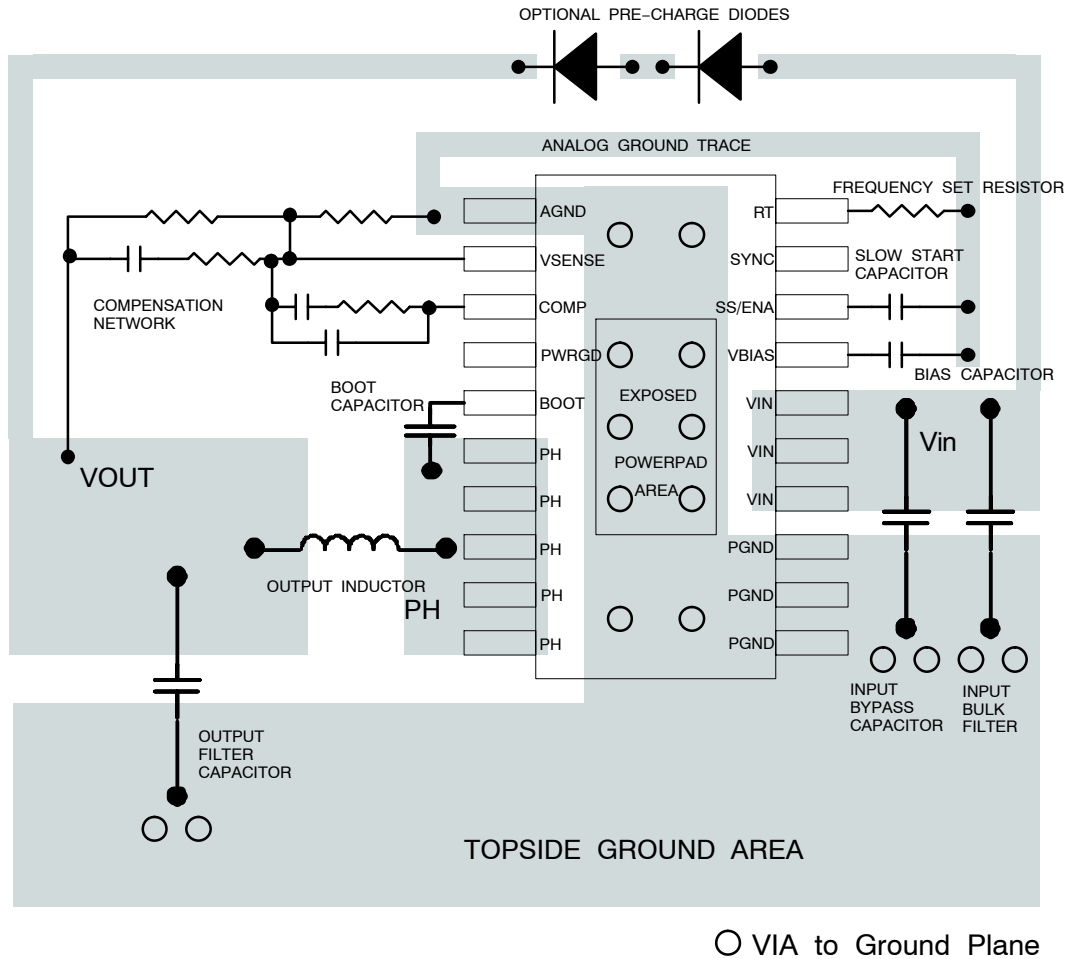 OPTIONAL PRE-CHARGE DIODES
ANALOG GROUND TRACE
FREQUENCY SET RESISTOR
AGND
RT
VSENSE
SYNC
SLOW START
CAPACITOR
COMPENSATION
NETWORK
COMP
SS/ENA
PWRGD
VBIAS
BIAS CAPACITOR
BOOT
CAPACITOR
BOOT
EXPOSED
POWERPAD
AREA
VIN
Vin
PH
VIN
VOUT
PH
VIN
PH
PGND
OUTPUT INDUCTOR
PH
PH
PGND
PH
PGND
INPUT
BYPASS
CAPACITOR
INPUT
BULK
FILTER
OUTPUT
FILTER
CAPACITOR
TOPSIDE GROUND AREA
VIA to Ground Plane